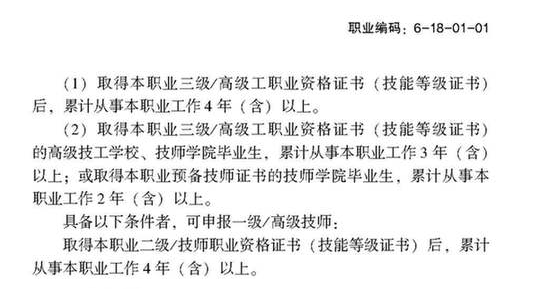 职业编码：6-18-01-01
（1）取得本职业三级/高级工职业资格证书（技能等级证书）
后，累计从事本职业工作 4 年（含）以上。
（2）取得本职业三级/高级工职业资格证书（技能等级证书）
的高级技工学校、技师学院毕业生，累计从事本职业工作 3 年（含）
以上；或取得本职业预备技师证书的技师学院毕业生，累计从事本
职业工作 2 年（含）以上。
具备以下条件者，可申报一级/高级技师：
取得本职业二级/技师职业资格证书（技能等级证书）后，累计
从事本职业工作 4 年（含）以上。